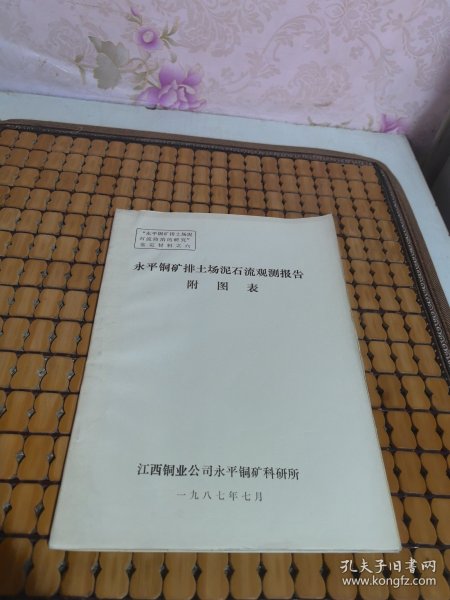 “永平铜矿排土场泥
石流防治的研究”
鉴定材料之六
永平铜矿排土场泥石流观测报告
附图表
江西铜业公司永平铜矿科研所
一九八七年七月
孔夫子旧书网
www.kongfz.com